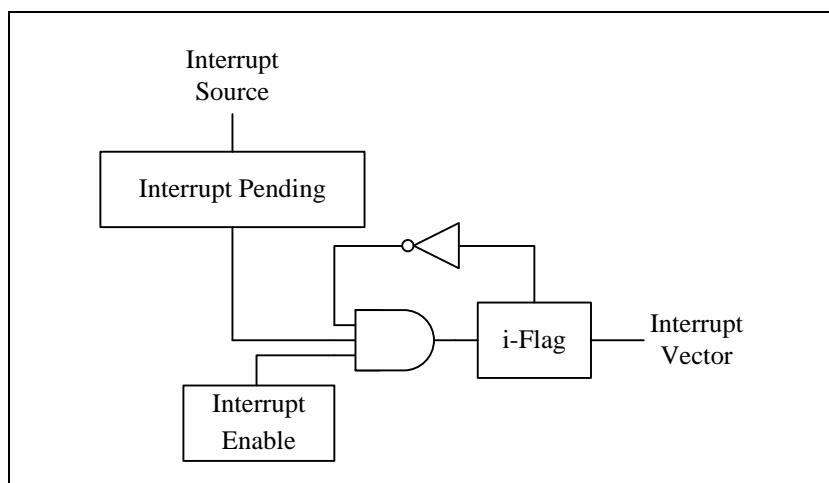 Interrupt
Source
Interrupt Pending
i-Flag
Interrupt
Vector
Interrupt
Enable